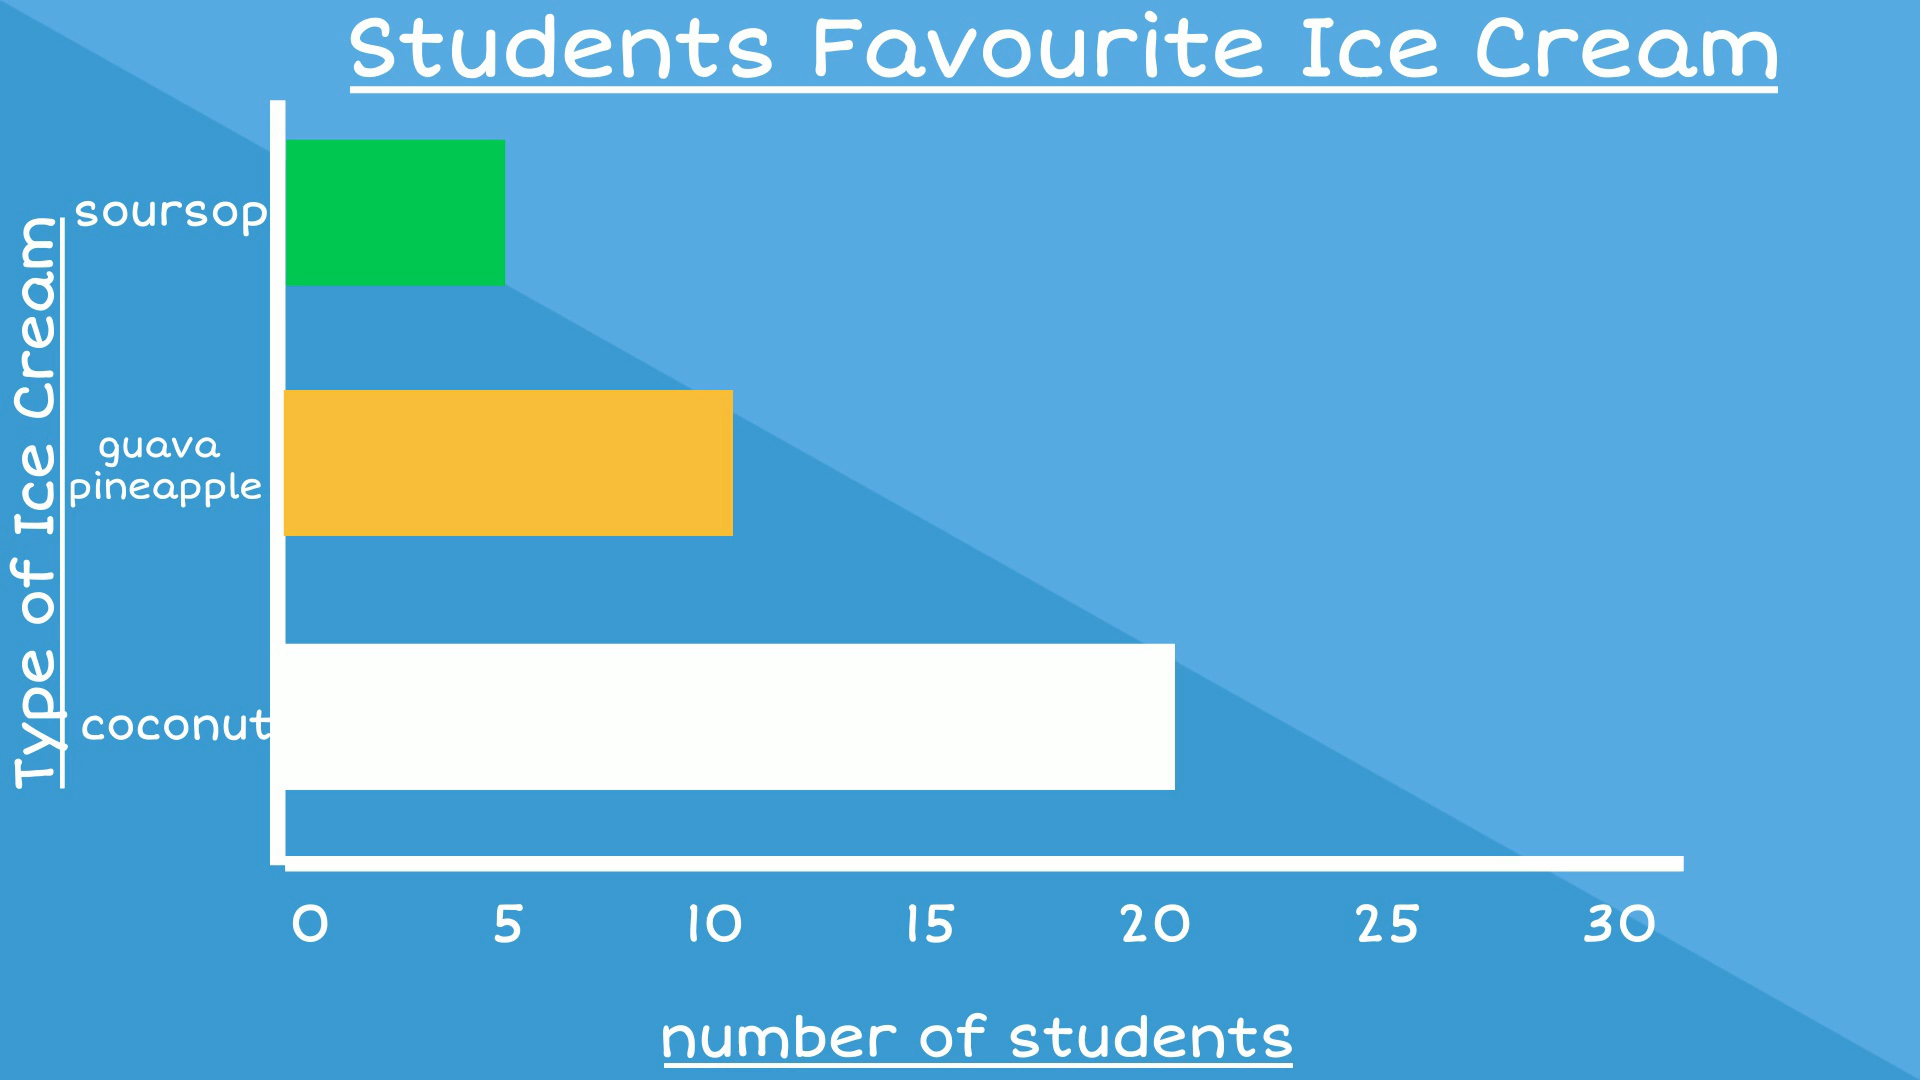 Students Favourite Ice Cream
Type of Ice Cream
soursop
guava
pineapple
coconut
0 5 10 15 20 25 30
number of students